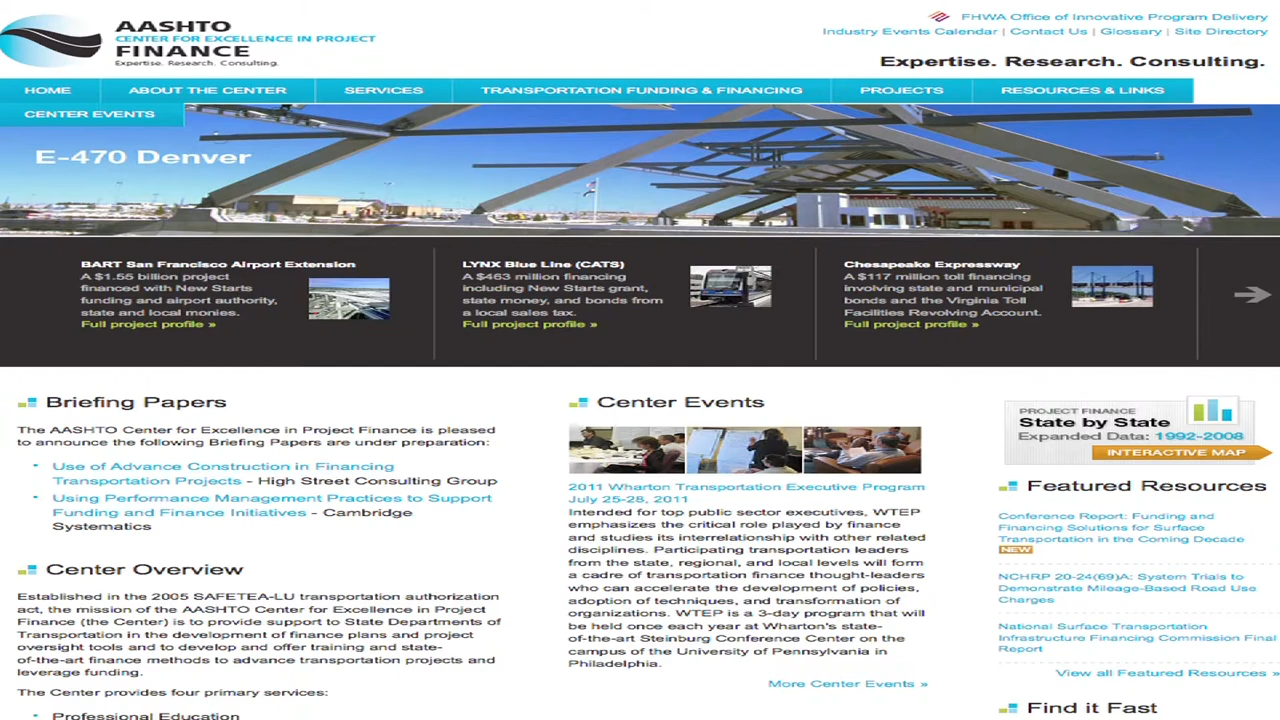 AASHTO
CENTER FOR EXCELLENCE IN PROJECT
FINANCE
Expertise. Research. Consulting.
FHWA Office of Innovative Program Delivery
Industry Events Calendar | Contact Us | Glossary | Site Directory
Expertise. Research. Consulting.
HOME ABOUT THE CENTER SERVICES TRANSPORTATION FUNDING & FINANCING PROJECTS RESOURCES & LINKS
CENTER EVENTS
E-470 Denver
BART San Francisco Airport Extension
A $1.55 billion project
financed with New Starts
funding and airport authority,
state and local monies.
Full project profile »
LYNX Blue Line (CATS)
A $463 million financing
including New Starts grant,
state money, and bonds from
a local sales tax.
Full project profile »
Chesapeake Expressway
A $117 million toll financing
involving state and municipal
bonds and the Virginia Toll
Facilities Revolving Account.
Full project profile »
Briefing Papers
The AASHTO Center for Excellence in Project Finance is pleased
to announce the following Briefing Papers are under preparation:
• Use of Advance Construction in Financing
Transportation Projects - High Street Consulting Group
• Using Performance Management Practices to Support
Funding and Finance Initiatives - Cambridge
Systematics
Center Overview
Established in the 2005 SAFETEA-LU transportation authorization
act, the mission of the AASHTO Center for Excellence in Project
Finance (the Center) is to provide support to State Departments of
Transportation in the development of finance plans and project
oversight tools and to develop and offer training and state-
of-the-art finance methods to advance transportation projects and
leverage funding.
The Center provides four primary services:
• Professional Education
Center Events
2011 Wharton Transportation Executive Program
July 25-28, 2011
Intended for top public sector executives, WTEP
emphasizes the critical role played by finance
and studies its interrelationship with other related
disciplines. Participating transportation leaders
from the state, regional, and local levels will form
a cadre of transportation finance thought-leaders
who can accelerate the development of policies,
adoption of techniques, and transformation of
organizations. WTEP is a 3-day program that will
be held once each year at Wharton's state-
of-the-art Steinburg Conference Center on the
campus of the University of Pennsylvania in
Philadelphia.
More Center Events »
PROJECT FINANCE
State by State
Expanded Data: 1992-2008
INTERACTIVE MAP
Featured Resources
Conference Report: Funding and
Financing Solutions for Surface
Transportation in the Coming Decade
NEW
NCHRP 20-24(69)A: System Trials to
Demonstrate Mileage-Based Road Use
Charges
National Surface Transportation
Infrastructure Financing Commission Final
Report
View all Featured Resources »
Find it Fast